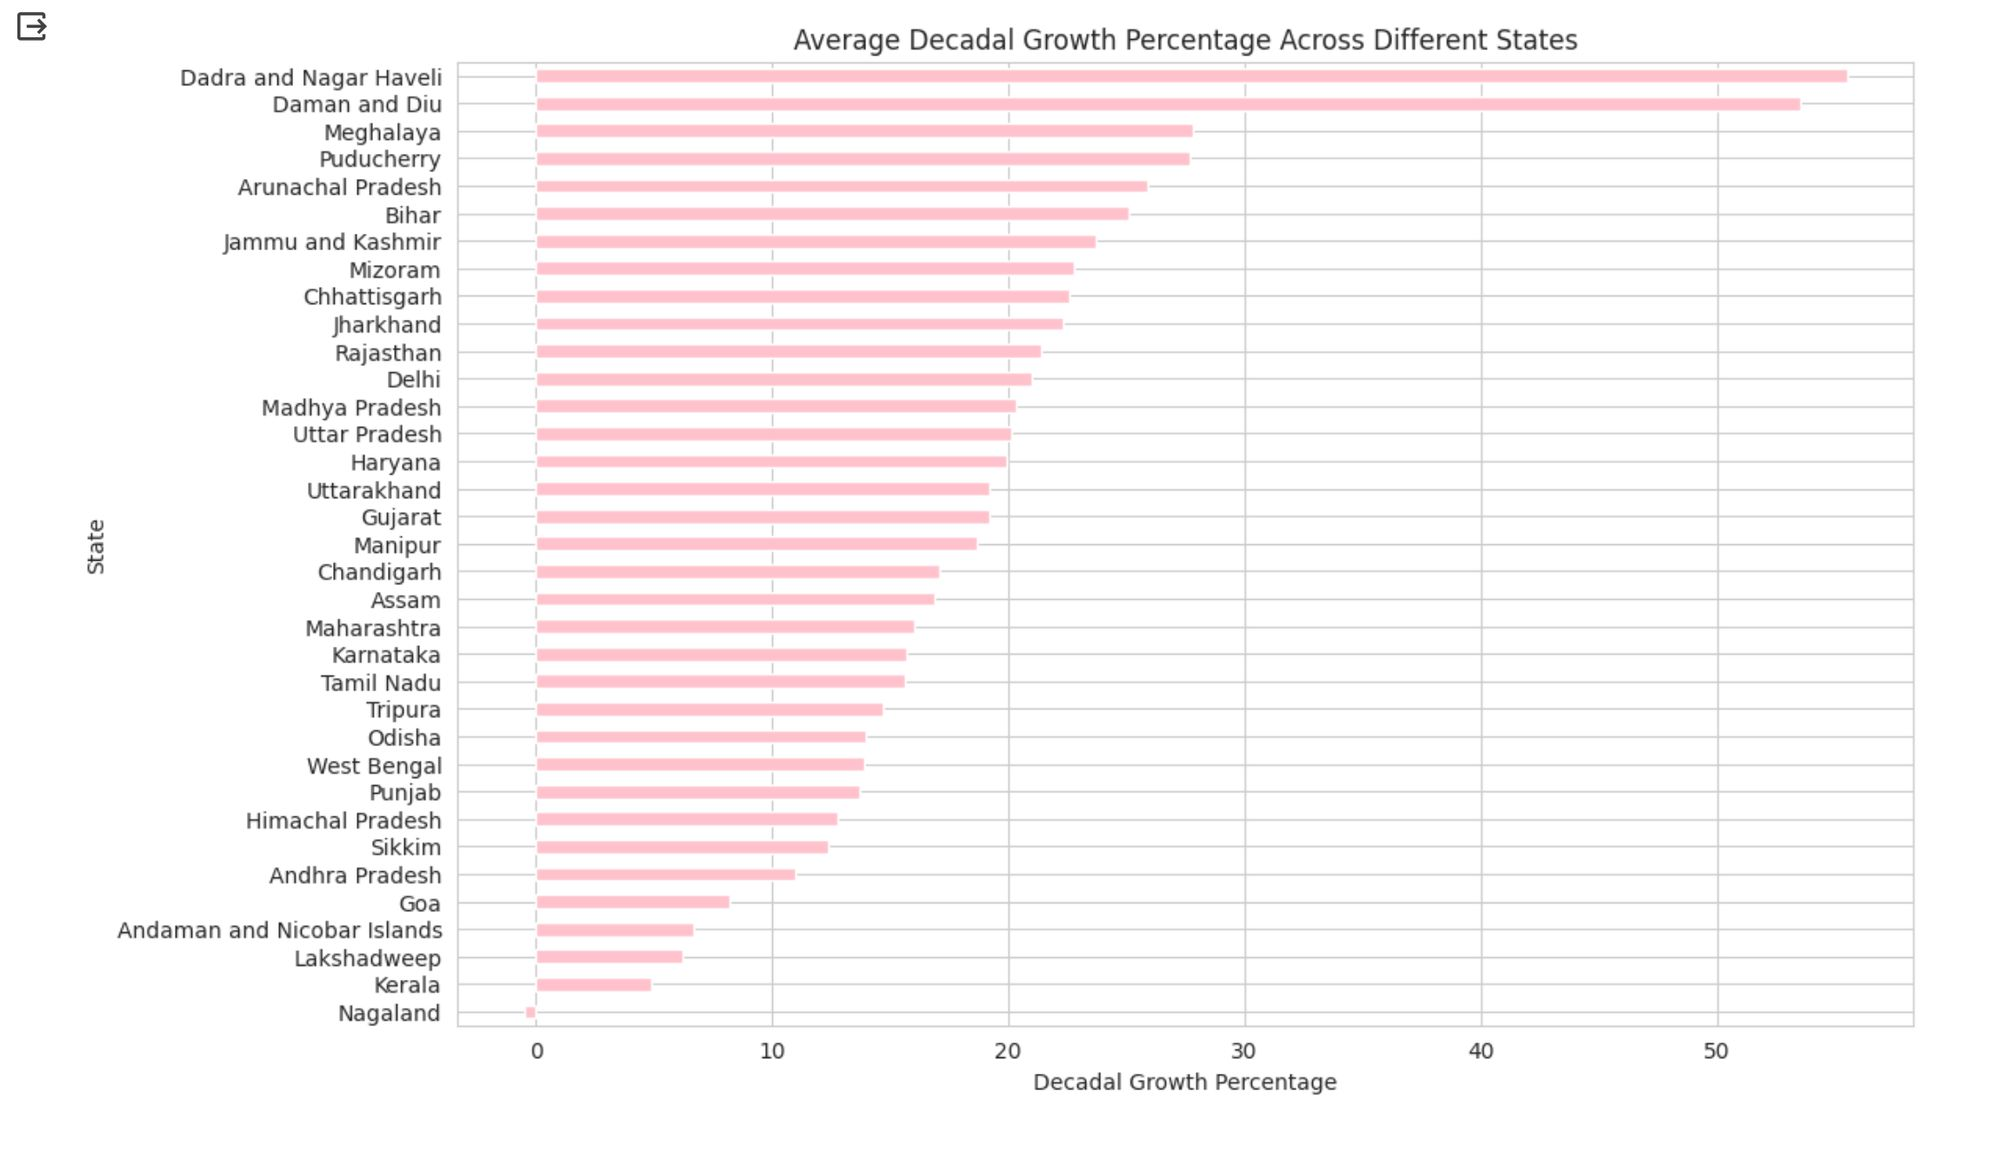 Average Decadal Growth Percentage Across Different States
Dadra and Nagar Haveli
Daman and Diu
Meghalaya
Puducherry
Arunachal Pradesh
Bihar
Jammu and Kashmir
Mizoram
Chhattisgarh
Jharkhand
Rajasthan
Delhi
Madhya Pradesh
Uttar Pradesh
Haryana
Uttarakhand
Gujarat
Manipur
Chandigarh
Assam
Maharashtra
Karnataka
Tamil Nadu
Tripura
Odisha
West Bengal
Punjab
Himachal Pradesh
Sikkim
Andhra Pradesh
Goa
Andaman and Nicobar Islands
Lakshadweep
Kerala
Nagaland
State
0 10 20 30 40 50
Decadal Growth Percentage